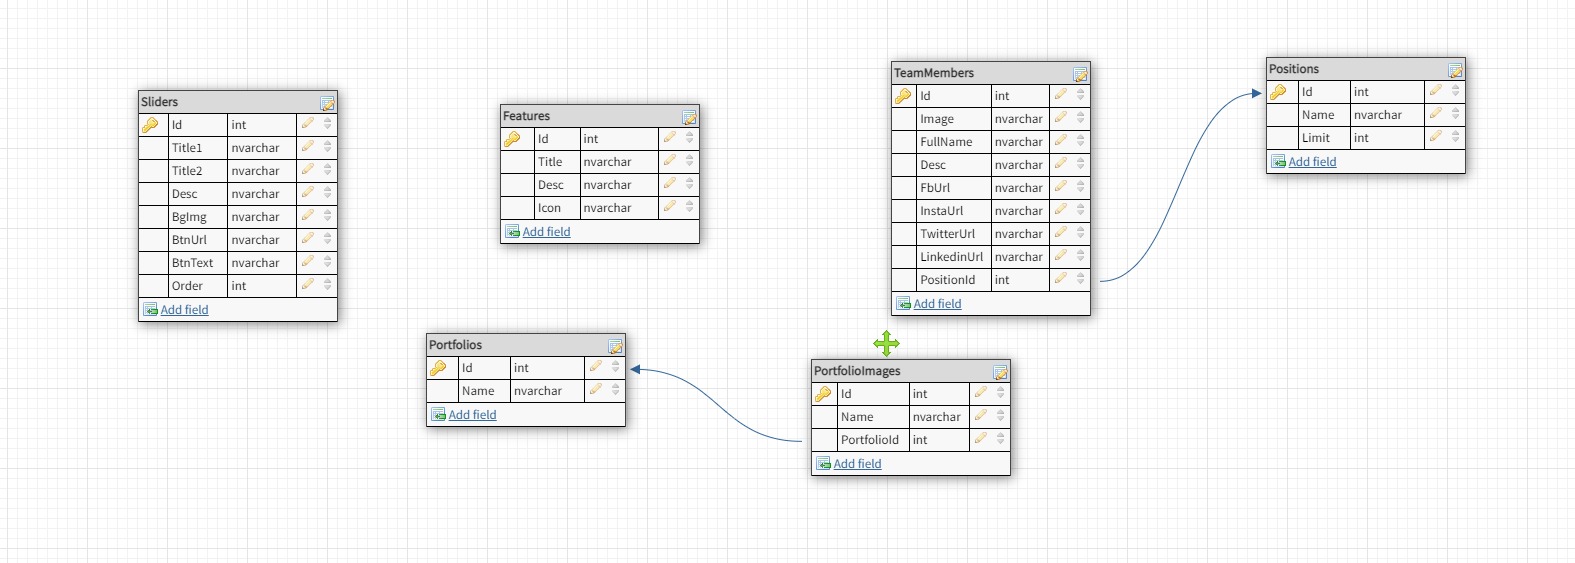 Sliders
Id int
Title1 nvarchar
Title2 nvarchar
Desc nvarchar
BgImg nvarchar
BtnUrl nvarchar
BtnText nvarchar
Order int
Add field
Features
Id int
Title nvarchar
Desc nvarchar
Icon nvarchar
Add field
TeamMembers
Id int
Image nvarchar
FullName nvarchar
Desc nvarchar
FbUrl nvarchar
InstaUrl nvarchar
TwitterUrl nvarchar
LinkedinUrl nvarchar
PositionId int
Add field
Positions
Id int
Name nvarchar
Limit int
Add field
Portfolios
Id int
Name nvarchar
Add field
PortfolioImages
Id int
Name nvarchar
PortfolioId int
Add field